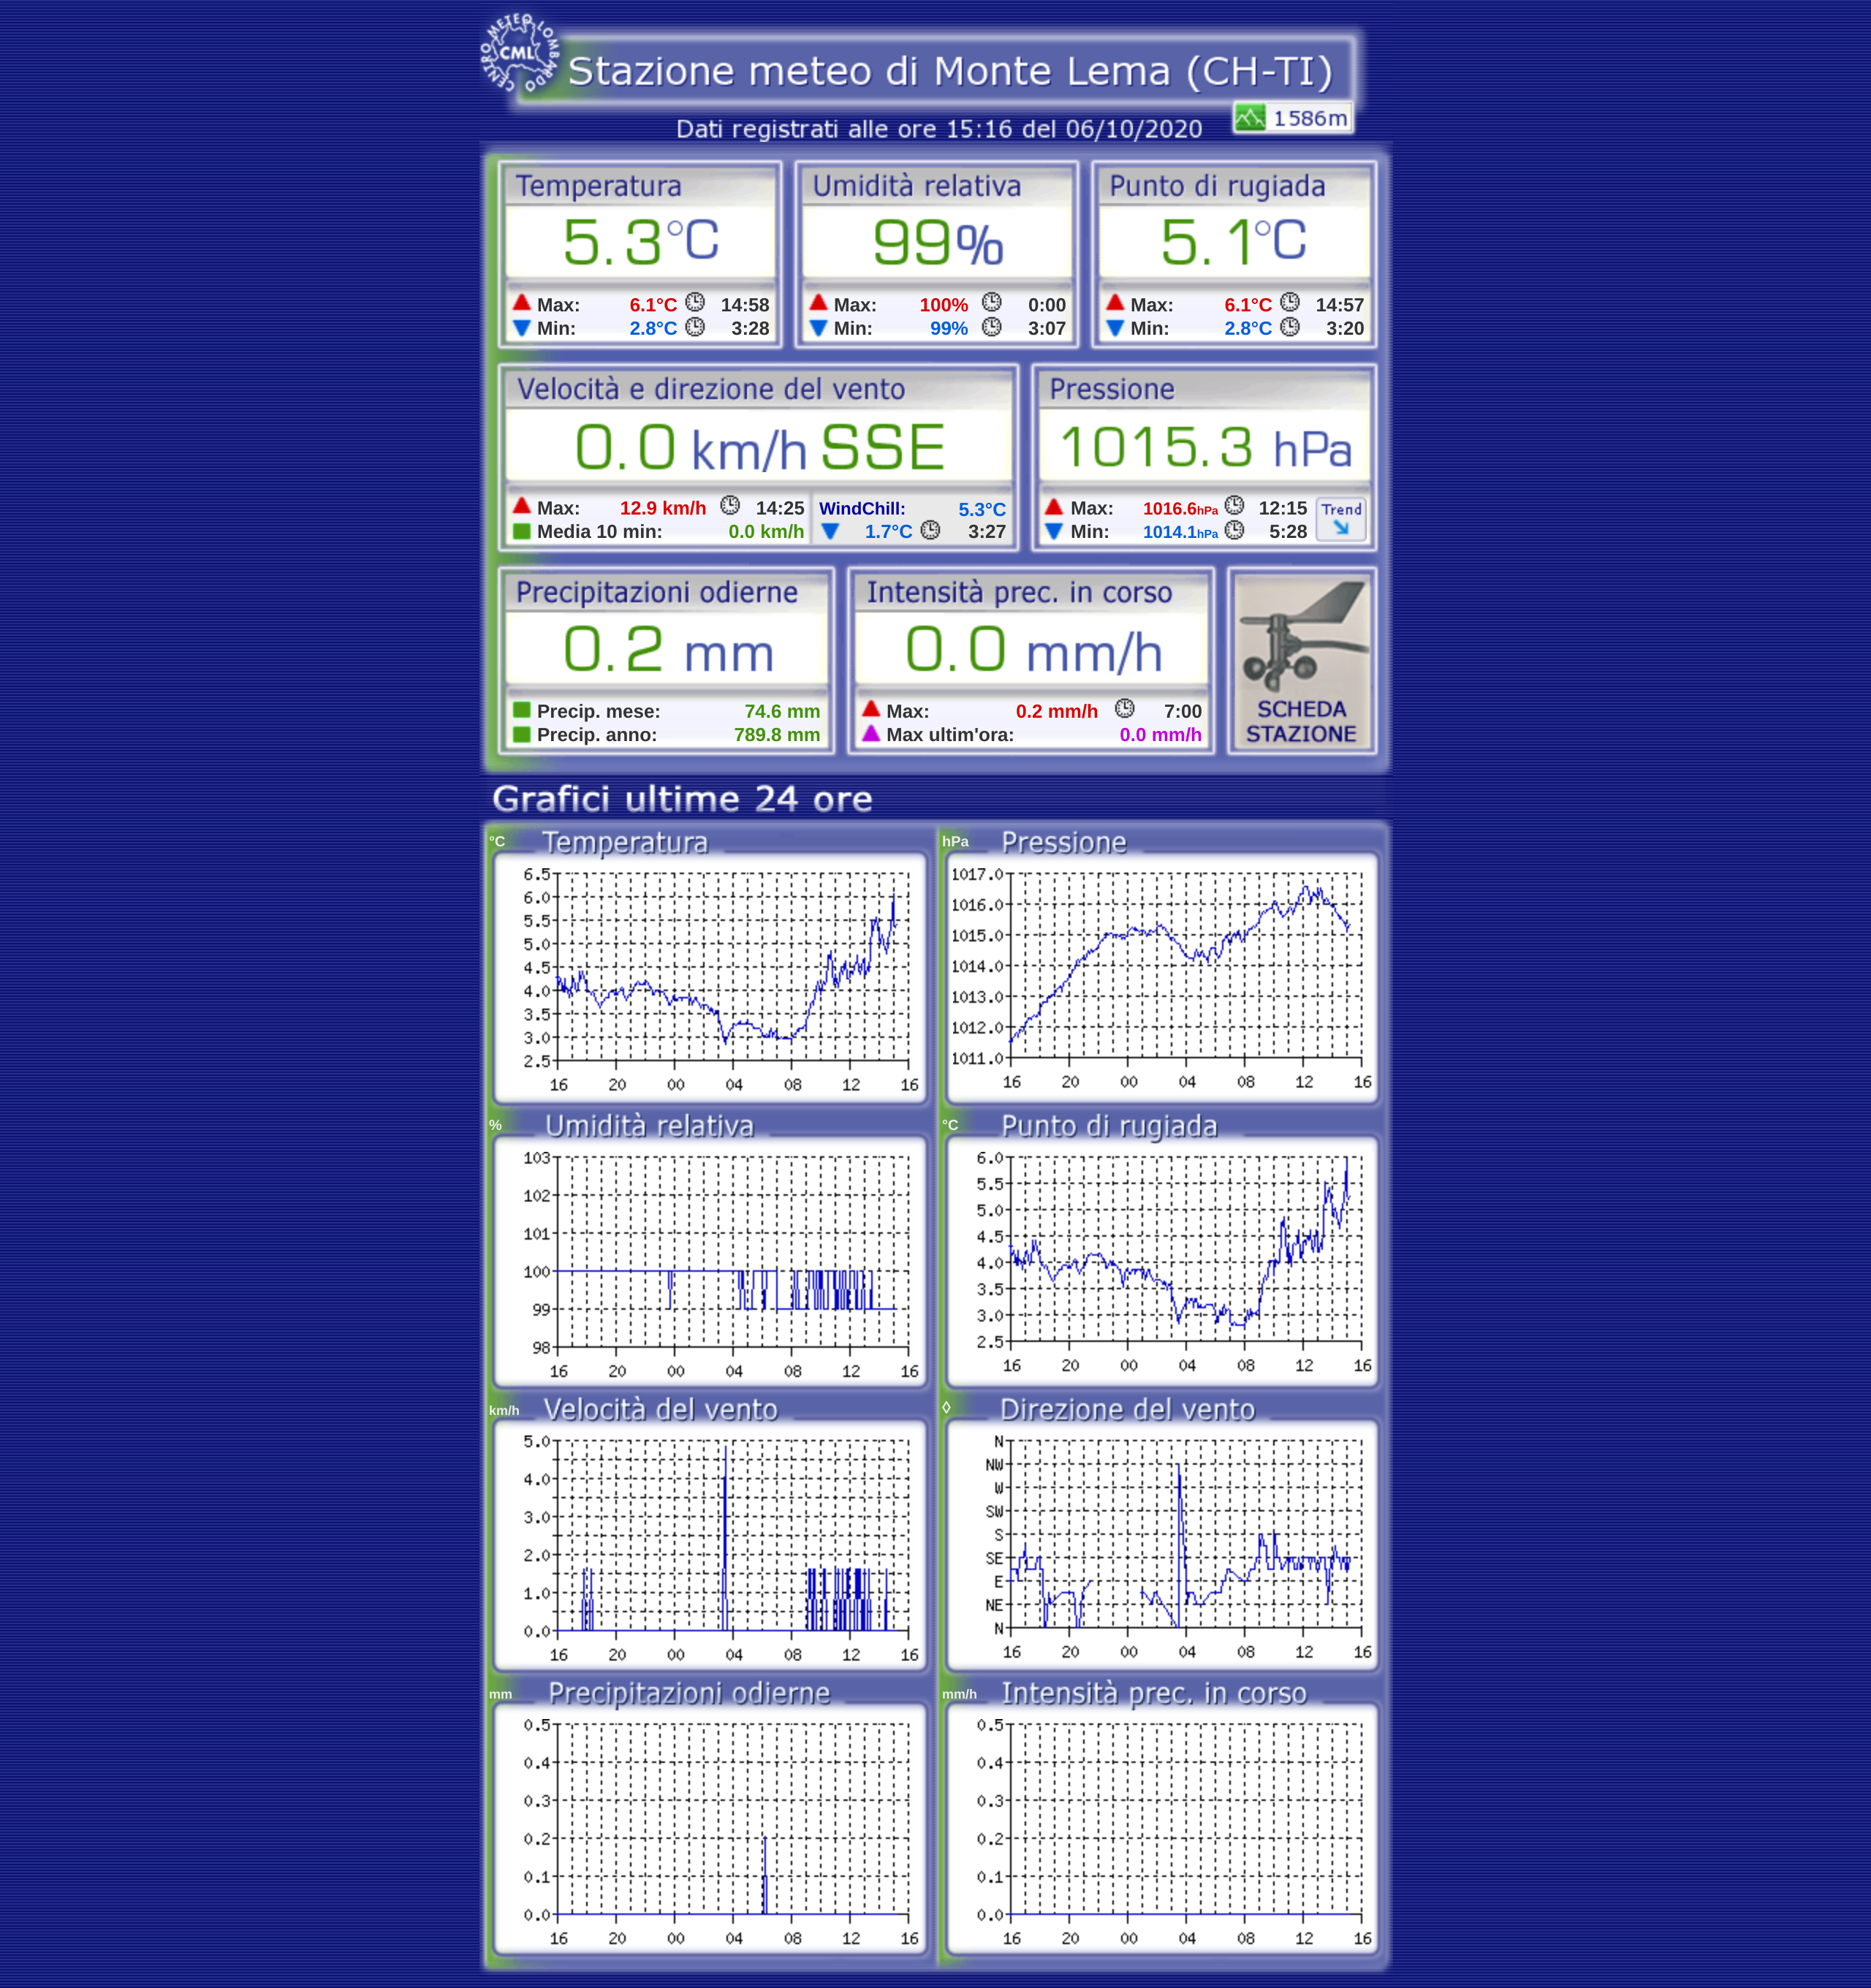 CENTRO METEO LOMBARDO
CML
Stazione meteo di Monte Lema (CH-TI)
1586m
Dati registrati alle ore 15:16 del 06/10/2020
Temperatura
5.3°C
Max: 6.1°C 14:58
Min: 2.8°C 3:28
Umidità relativa
99%
Max: 100% 0:00
Min: 99% 3:07
Punto di rugiada
5.1°C
Max: 6.1°C 14:57
Min: 2.8°C 3:20
Velocità e direzione del vento
0.0 km/h SSE
Max: 12.9 km/h 14:25
Media 10 min: 0.0 km/h
WindChill: 5.3°C
1.7°C 3:27
Pressione
1015.3 hPa
Max: 1016.6hPa 12:15
Min: 1014.1hPa 5:28
Trend
Precipitazioni odierne
0.2 mm
Precip. mese: 74.6 mm
Precip. anno: 789.8 mm
Intensità prec. in corso
0.0 mm/h
Max: 0.2 mm/h 7:00
Max ultim'ora: 0.0 mm/h
SCHEDA
STAZIONE
Grafici ultime 24 ore
°C Temperatura
6.5
6.0
5.5
5.0
4.5
4.0
3.5
3.0
2.5
16 20 00 04 08 12 16
hPa Pressione
1017.0
1016.0
1015.0
1014.0
1013.0
1012.0
1011.0
16 20 00 04 08 12 16
% Umidità relativa
103
102
101
100
99
98
16 20 00 04 08 12 16
°C Punto di rugiada
6.0
5.5
5.0
4.5
4.0
3.5
3.0
2.5
16 20 00 04 08 12 16
km/h Velocità del vento
5.0
4.0
3.0
2.0
1.0
0.0
16 20 00 04 08 12 16
◊ Direzione del vento
N
NW
W
SW
S
SE
E
NE
N
16 20 00 04 08 12 16
mm Precipitazioni odierne
0.5
0.4
0.3
0.2
0.1
0.0
16 20 00 04 08 12 16
mm/h Intensità prec. in corso
0.5
0.4
0.3
0.2
0.1
0.0
16 20 00 04 08 12 16